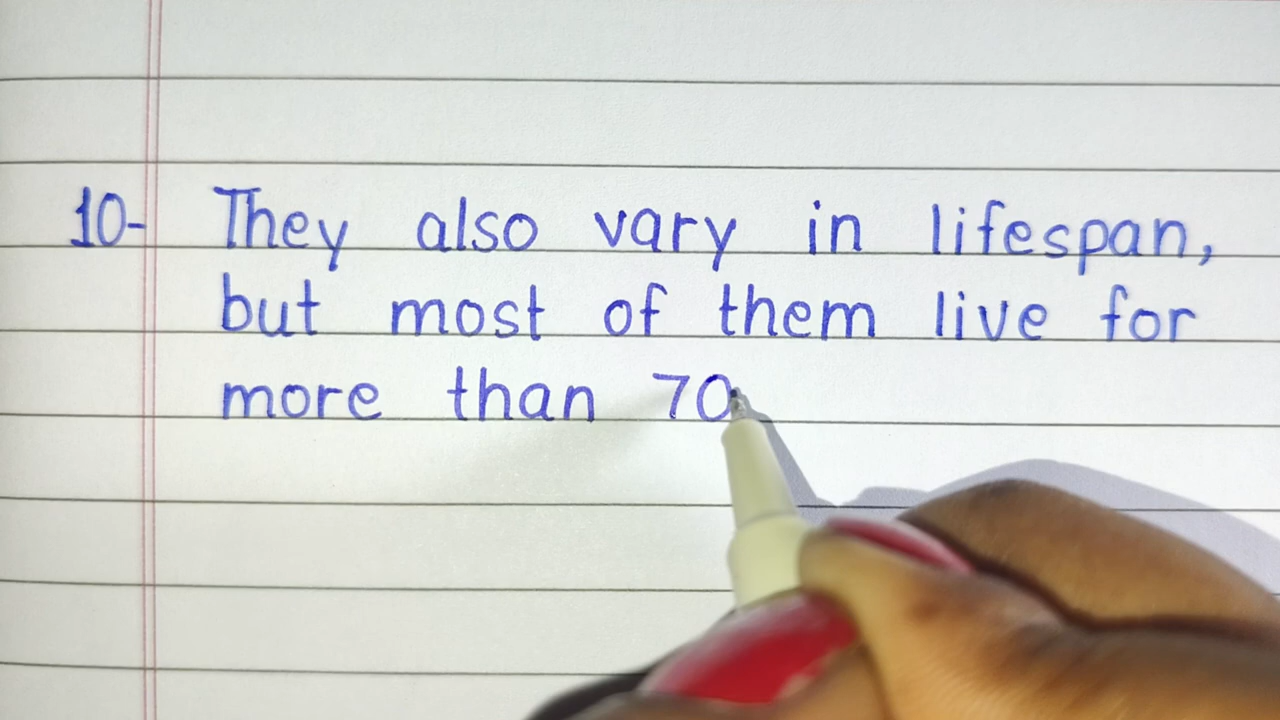 10- They also vary in lifespan,
but most of them live for
more than 70